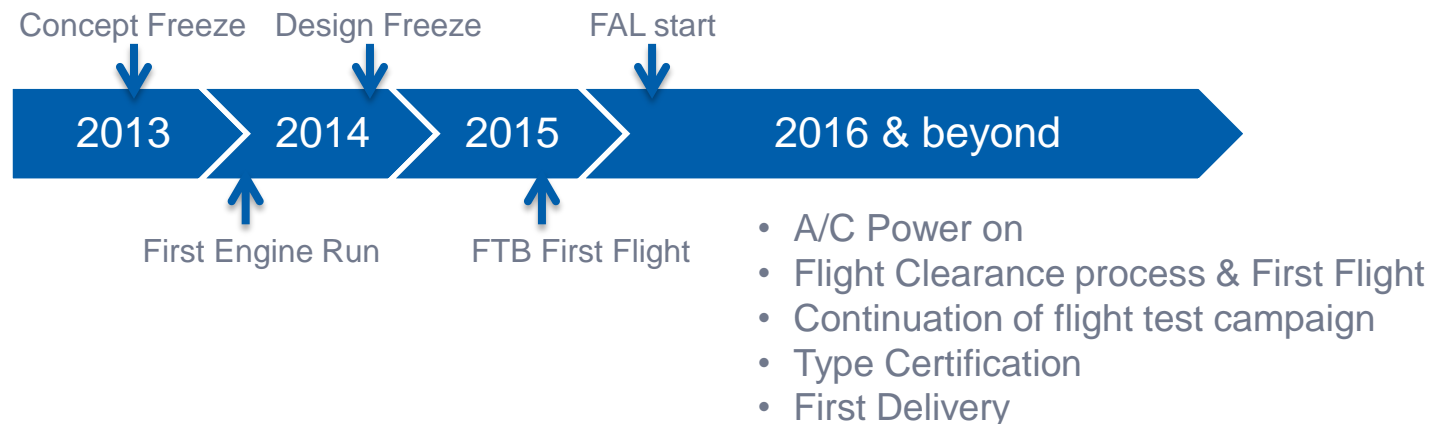 Concept Freeze
Design Freeze
FAL start
2013
2014
2015
2016 & beyond
First Engine Run
FTB First Flight
• A/C Power on
• Flight Clearance process & First Flight
• Continuation of flight test campaign
• Type Certification
• First Delivery